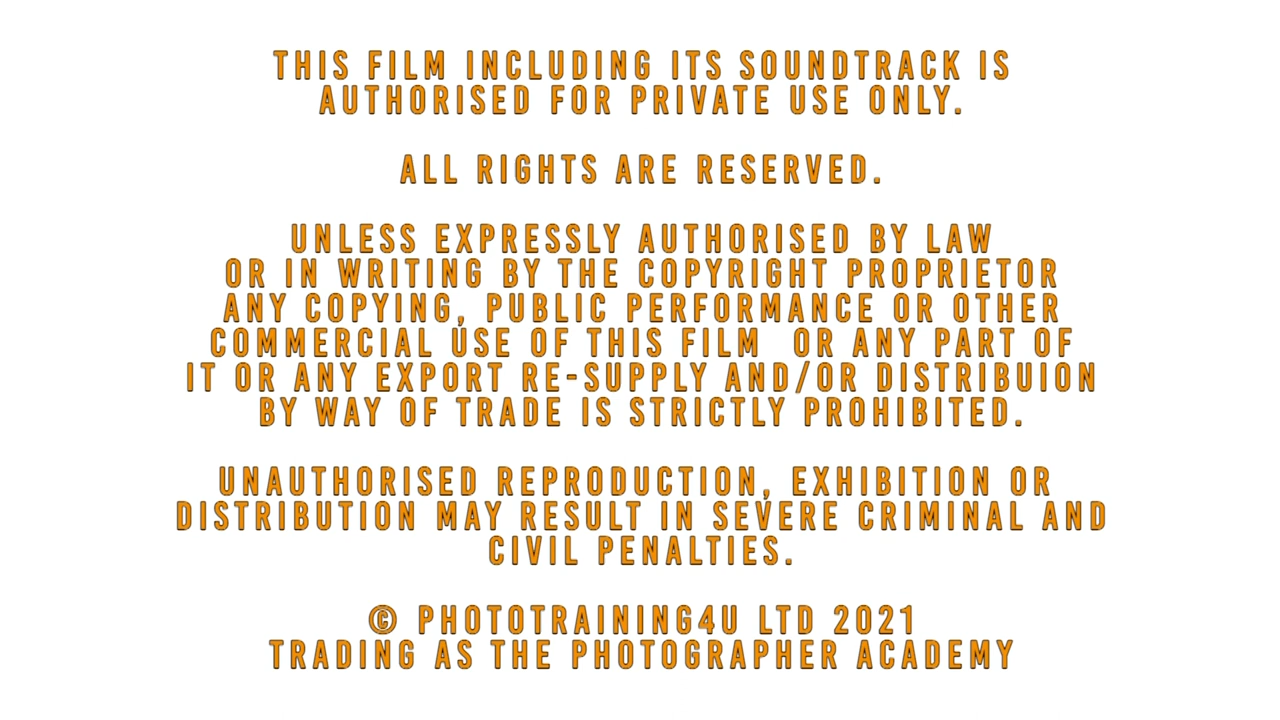 THIS FILM INCLUDING ITS SOUNDTRACK IS
AUTHORISED FOR PRIVATE USE ONLY.
ALL RIGHTS ARE RESERVED.
UNLESS EXPRESSLY AUTHORISED BY LAW
OR IN WRITING BY THE COPYRIGHT PROPRIETOR
ANY COPYING, PUBLIC PERFORMANCE OR OTHER
COMMERCIAL USE OF THIS FILM  OR ANY PART OF
IT OR ANY EXPORT RE-SUPPLY AND/OR DISTRIBUION
BY WAY OF TRADE IS STRICTLY PROHIBITED.
UNAUTHORISED REPRODUCTION, EXHIBITION OR
DISTRIBUTION MAY RESULT IN SEVERE CRIMINAL AND
CIVIL PENALTIES.
© PHOTOTRAINING4U LTD 2021
TRADING AS THE PHOTOGRAPHER ACADEMY